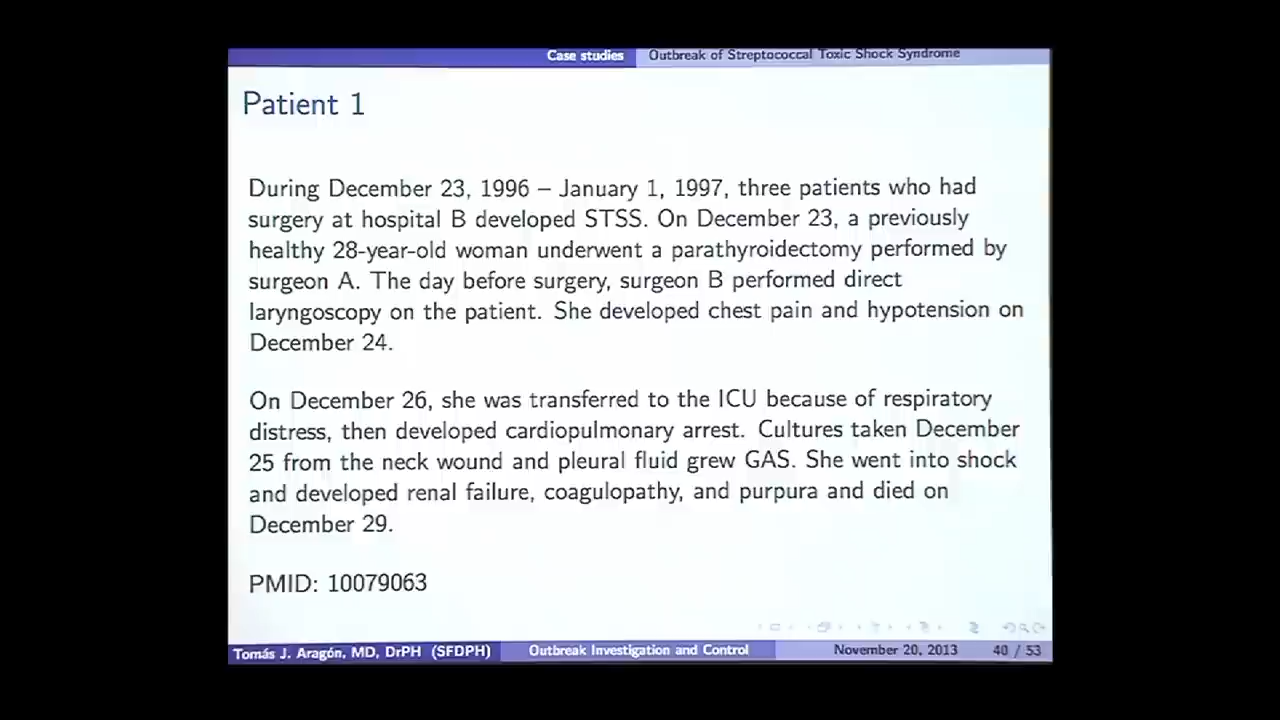 Case studies Outbreak of Streptococcal Toxic Shock Syndrome
Patient 1
During December 23, 1996 – January 1, 1997, three patients who had
surgery at hospital B developed STSS. On December 23, a previously
healthy 28-year-old woman underwent a parathyroidectomy performed by
surgeon A. The day before surgery, surgeon B performed direct
laryngoscopy on the patient. She developed chest pain and hypotension on
December 24.
On December 26, she was transferred to the ICU because of respiratory
distress, then developed cardiopulmonary arrest. Cultures taken December
25 from the neck wound and pleural fluid grew GAS. She went into shock
and developed renal failure, coagulopathy, and purpura and died on
December 29.
PMID: 10079063
Tomás J. Aragón, MD, DrPH (SFDPH) Outbreak Investigation and Control November 20, 2013 40 / 53